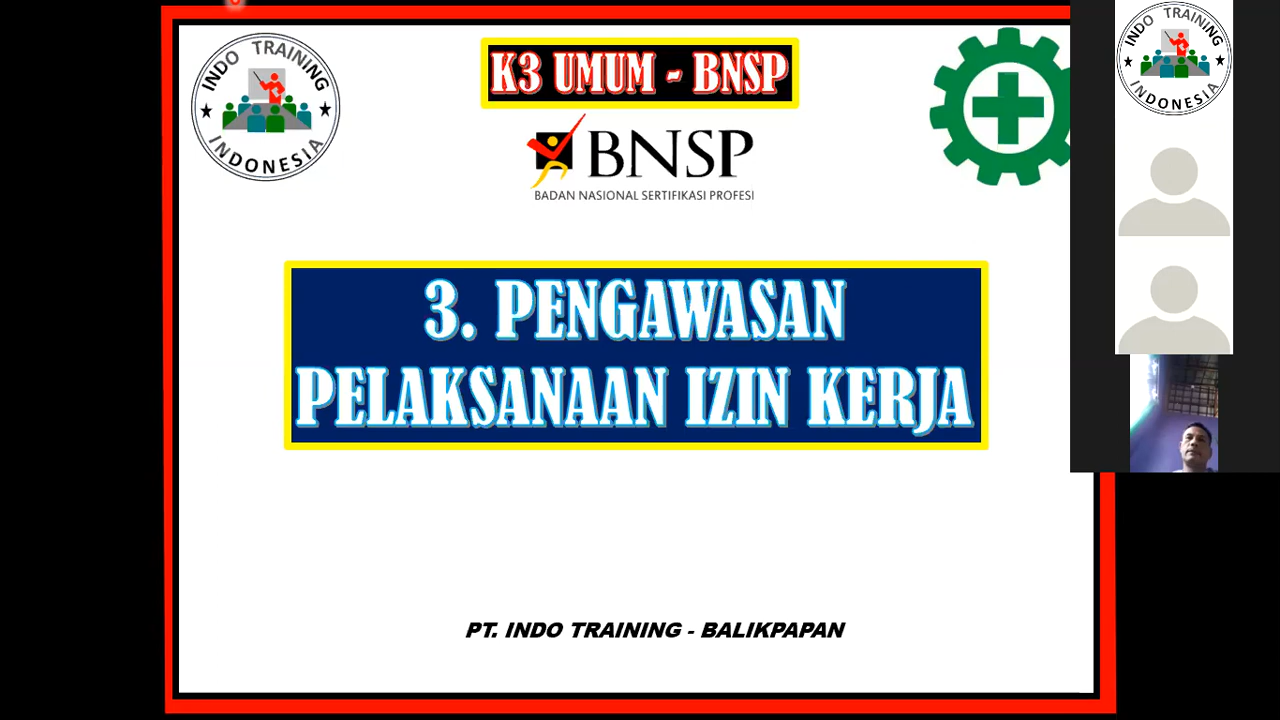 INDO TRAINING
INDONESIA
K3 UMUM - BNSP
BNSP
BADAN NASIONAL SERTIFIKASI PROFESI
INDO TRAINING
INDONESIA
3. PENGAWASAN
PELAKSANAAN IZIN KERJA
PT. INDO TRAINING - BALIKPAPAN